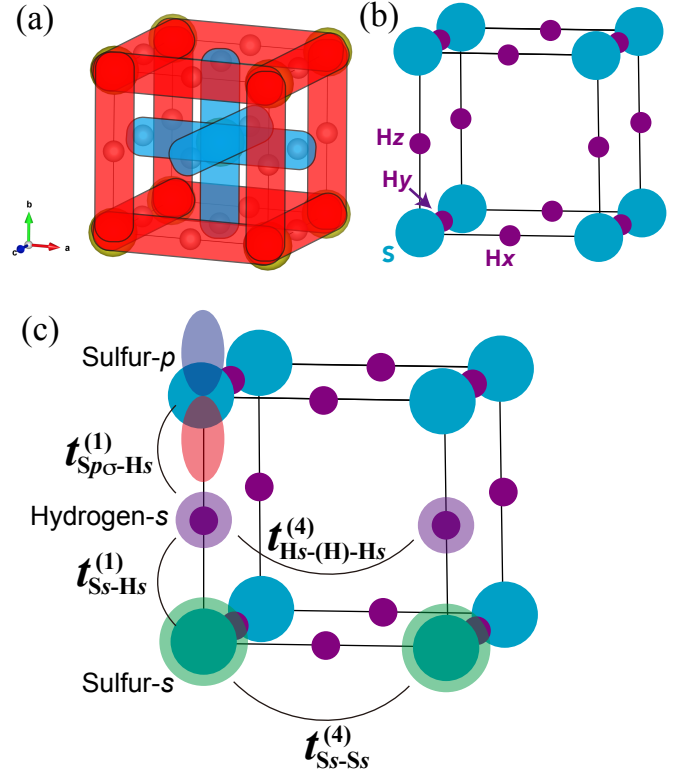 (a)
b
a
c
(b)
Hz
Hy
S
Hx
(c)
Sulfur-p
t(1)Spσ-Hs
Hydrogen-s
t(4)Hs-(H)-Hs
t(1)Ss-Hs
Sulfur-s
t(4)Ss-Ss